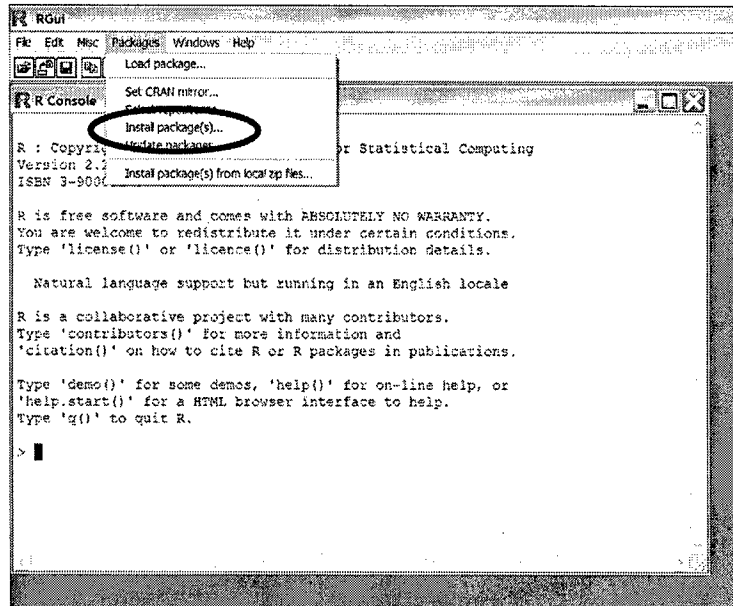 RGui
File Edit Misc Packages Windows Help
Load package...
Set CRAN mirror...
Install package(s)...
Update packages
Install package(s) from local zip files...
R Console
R : Copyri or Statistical Computing
Version 2.2
ISBN 3-900
R is free software and comes with ABSOLUTELY NO WARRANTY.
You are welcome to redistribute it under certain conditions.
Type 'license()' or 'licence()' for distribution details.
Natural language support but running in an English locale
R is a collaborative project with many contributors.
Type 'contributors()' for more information and
'citation()' on how to cite R or R packages in publications.
Type 'demo()' for some demos, 'help()' for on-line help, or
'help.start()' for a HTML browser interface to help.
Type 'q()' to quit R.
>